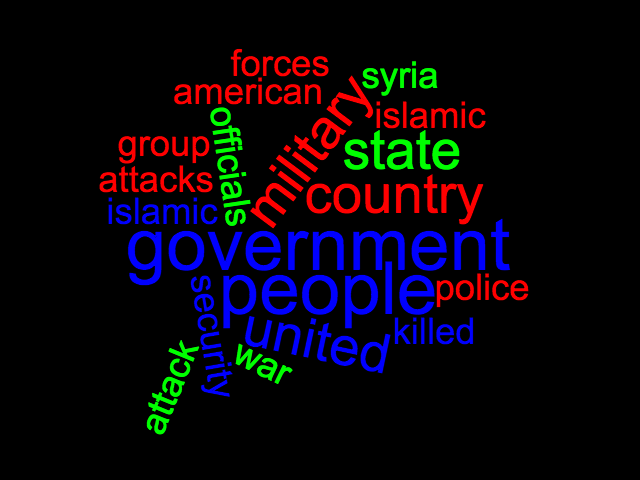 forces
syria
american
military
islamic
officials
group
state
attacks
country
islamic
government
people
police
security
united
killed
war
attack